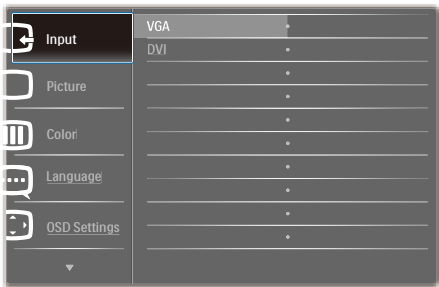 Input
Picture
Color
Language
OSD Settings
VGA
DVI